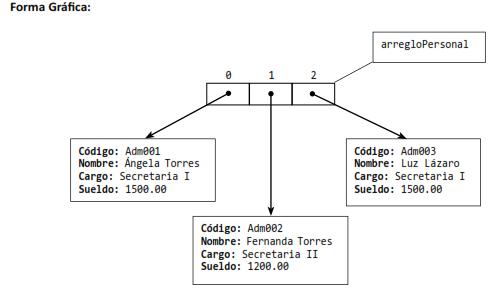 Forma Gráfica:
arregloPersonal
0 1 2
Código: Adm001
Nombre: Ángela Torres
Cargo: Secretaria I
Sueldo: 1500.00
Código: Adm003
Nombre: Luz Lázaro
Cargo: Secretaria I
Sueldo: 1500.00
Código: Adm002
Nombre: Fernanda Torres
Cargo: Secretaria II
Sueldo: 1200.00